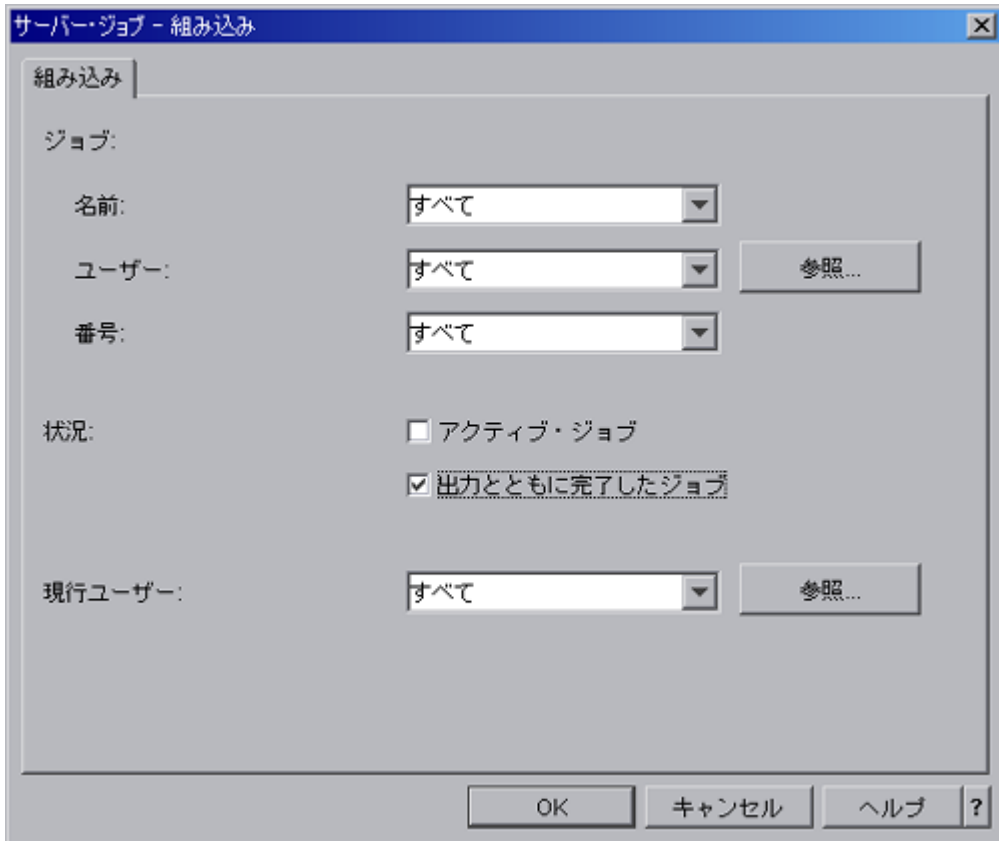 サーバー・ジョブ - 組み込み
組み込み
ジョブ:
名前: すべて
ユーザー: すべて 参照...
番号: すべて
状況: アクティブ・ジョブ
出力とともに完了したジョブ
現行ユーザー: すべて 参照...
OK キャンセル ヘルプ ?